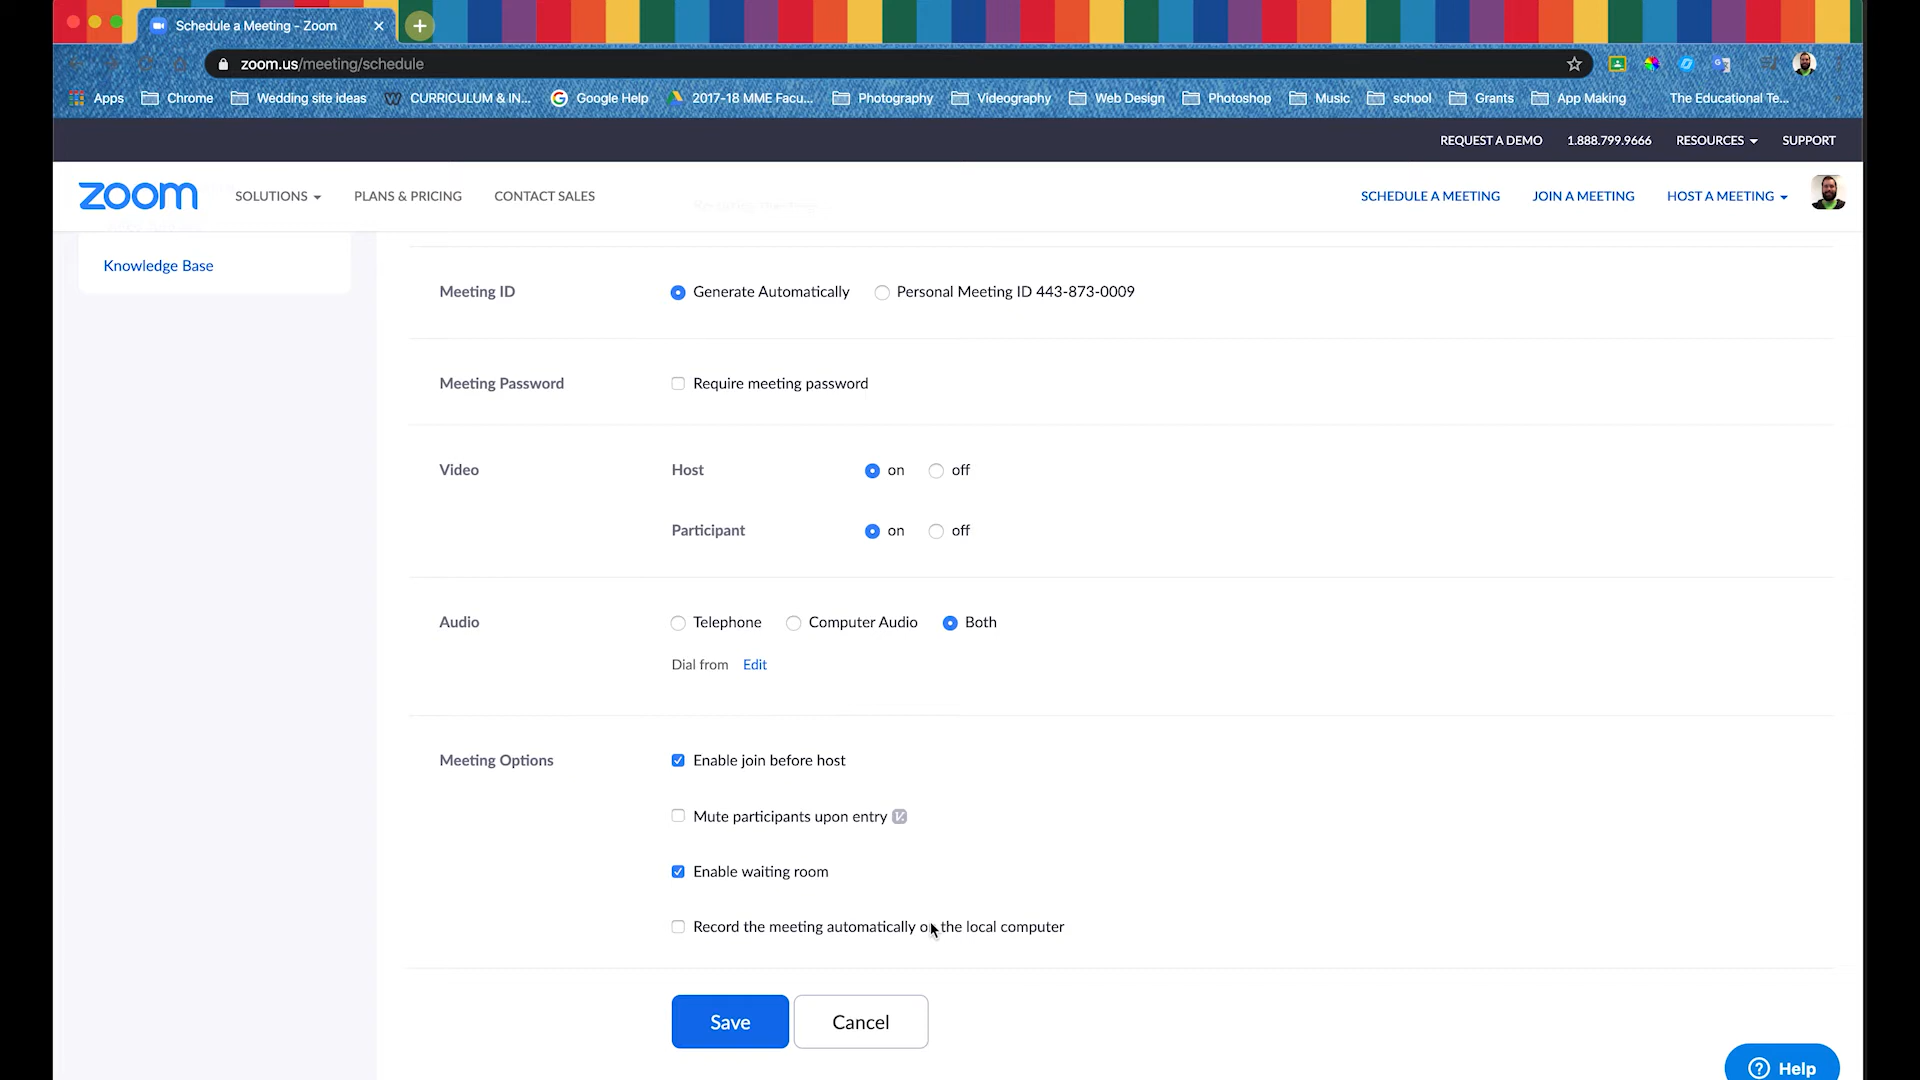 Schedule a Meeting - Zoom
zoom.us/meeting/schedule
Apps Chrome Wedding site ideas CURRICULUM & IN... Google Help 2017-18 MME Facu... Photography Videography Web Design Photoshop Music school Grants App Making The Educational Te...
REQUEST A DEMO 1.888.799.9666 RESOURCES SUPPORT
zoom SOLUTIONS PLANS & PRICING CONTACT SALES SCHEDULE A MEETING JOIN A MEETING HOST A MEETING
Knowledge Base
Meeting ID Generate Automatically Personal Meeting ID 443-873-0009
Meeting Password Require meeting password
Video Host on off
Participant on off
Audio Telephone Computer Audio Both
Dial from Edit
Meeting Options Enable join before host
Mute participants upon entry
Enable waiting room
Record the meeting automatically on the local computer
Save Cancel
Help